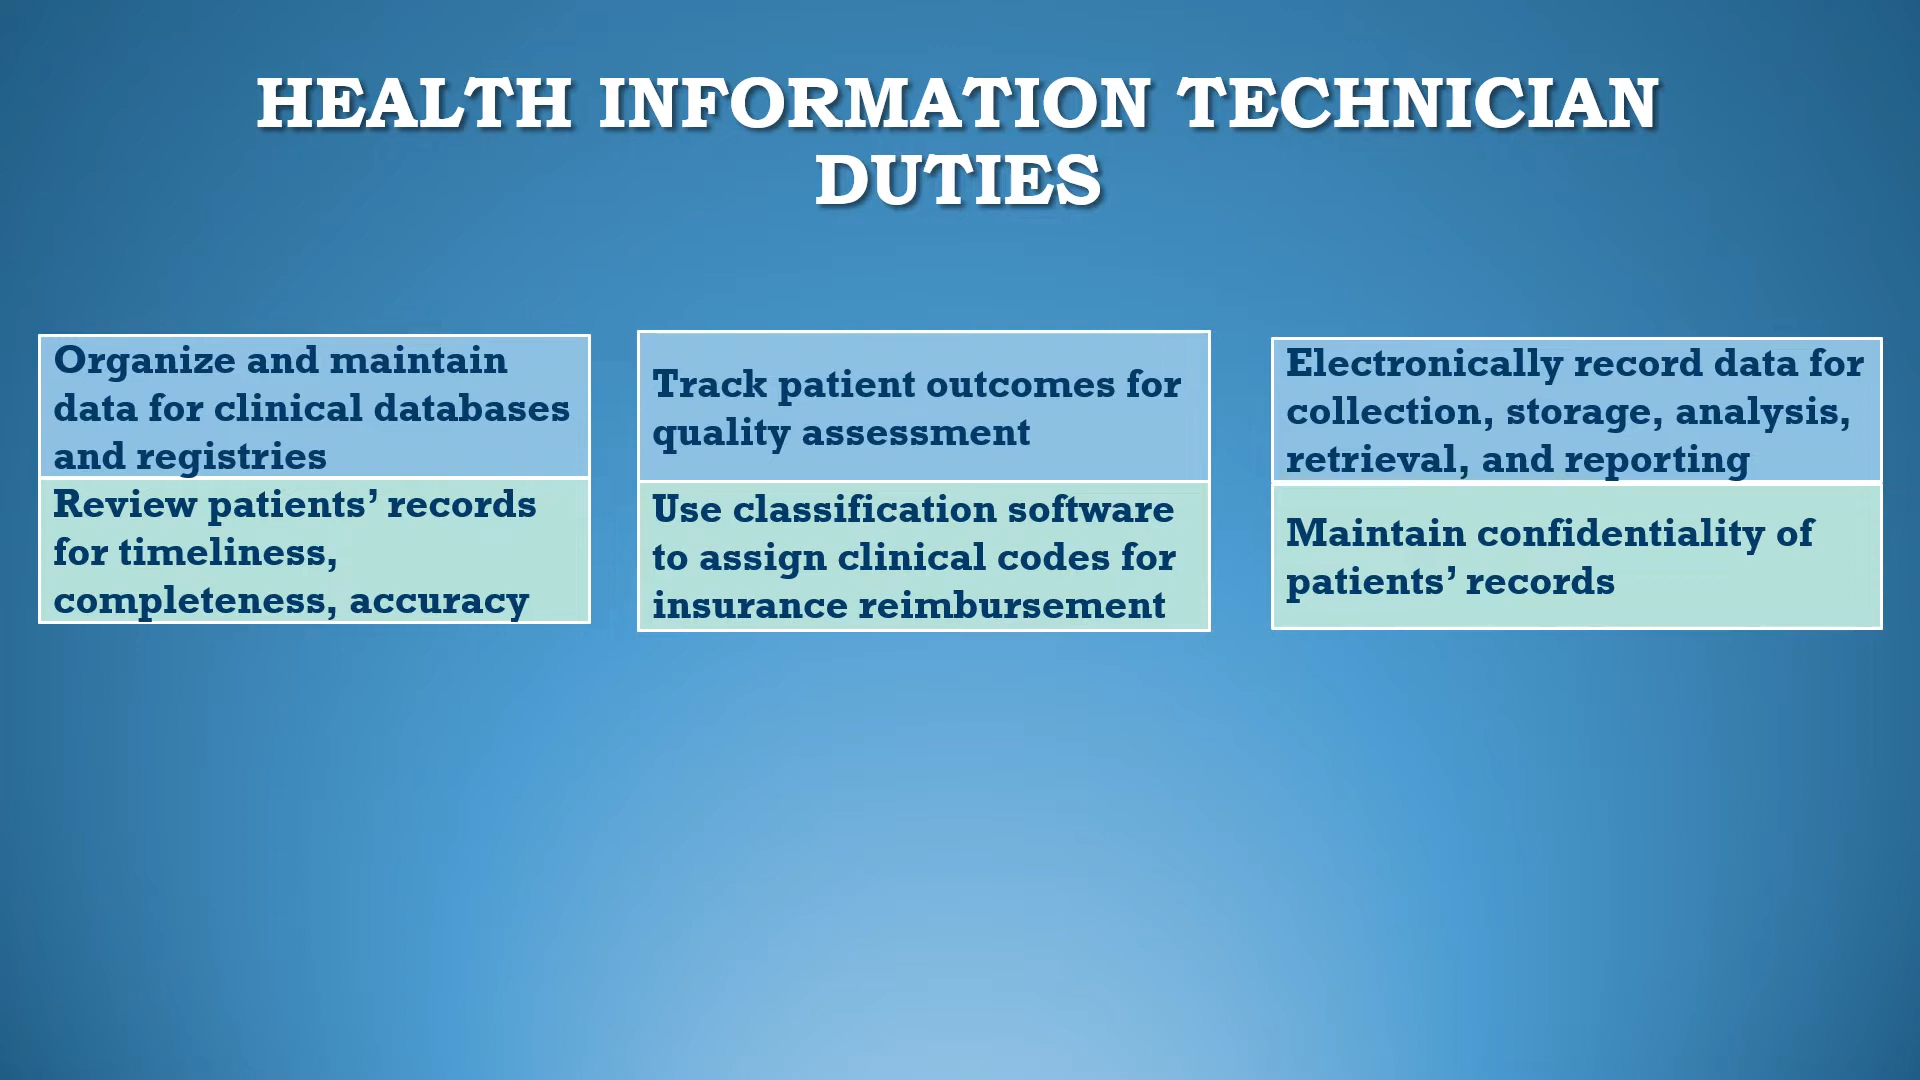 HEALTH INFORMATION TECHNICIAN
DUTIES
Organize and maintain
data for clinical databases
and registries
Review patients’ records
for timeliness,
completeness, accuracy
Track patient outcomes for
quality assessment
Use classification software
to assign clinical codes for
insurance reimbursement
Electronically record data for
collection, storage, analysis,
retrieval, and reporting
Maintain confidentiality of
patients’ records